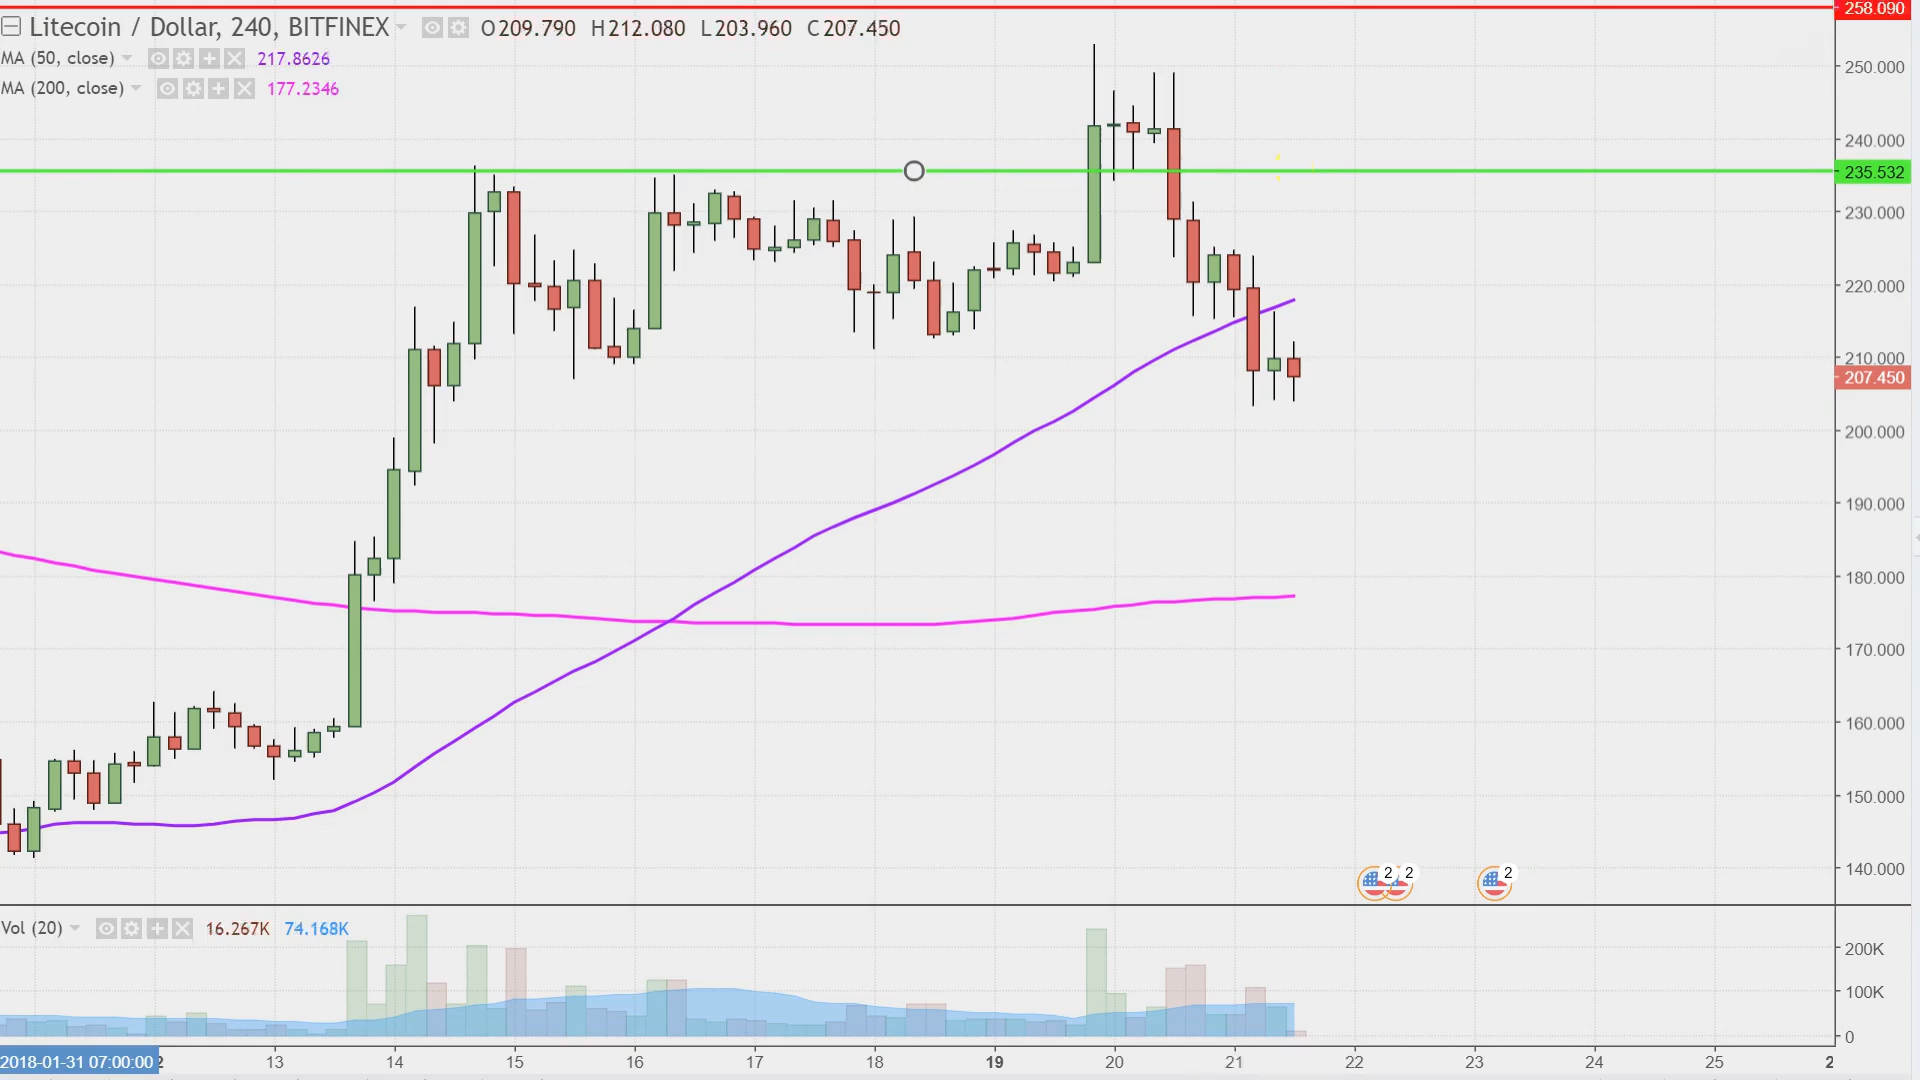 Litecoin / Dollar, 240, BITFINEX O209.790 H212.080 L203.960 C207.450
MA (50, close) 217.8626
MA (200, close) 177.2346
258.090
250.000
240.000
235.532
230.000
220.000
210.000
207.450
200.000
190.000
180.000
170.000
160.000
150.000
140.000
2 2 2
Vol (20) 16.267K 74.168K
200K
100K
0
2018-01-31 07:00:00 2 13 14 15 16 17 18 19 20 21 22 23 24 25 2